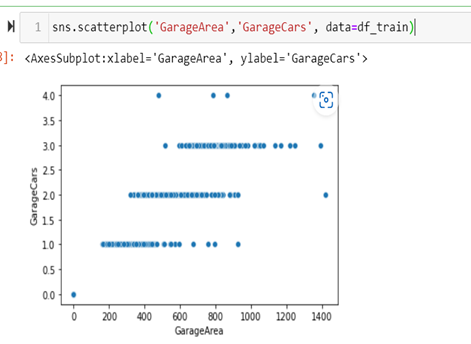 1 sns.scatterplot('GarageArea','GarageCars', data=df_train)
]: <AxesSubplot:xlabel='GarageArea', ylabel='GarageCars'>
4.0
3.5
3.0
2.5
2.0
1.5
1.0
0.5
0.0
GarageCars
0 200 400 600 800 1000 1200 1400
GarageArea